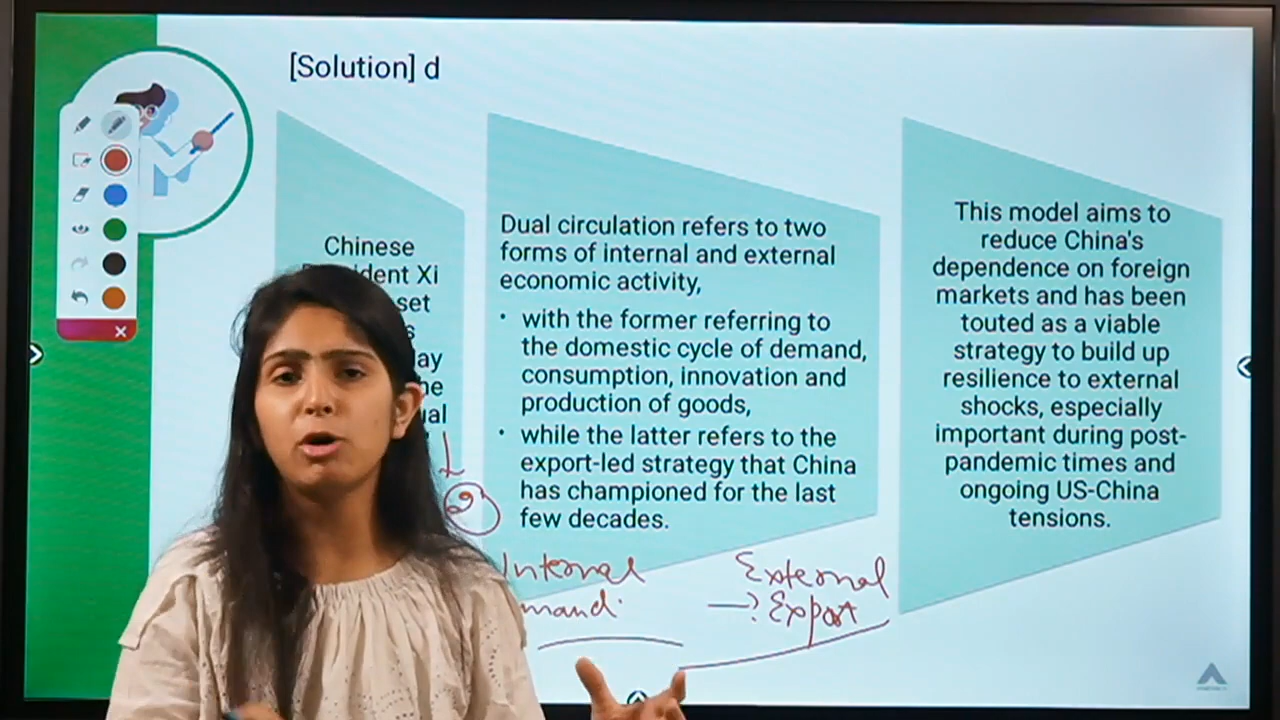 [Solution] d
Chinese
ident Xi
set
s
ay
he
ual
Dual circulation refers to two
forms of internal and external
economic activity,
• with the former referring to
the domestic cycle of demand,
consumption, innovation and
production of goods,
• while the latter refers to the
export-led strategy that China
has championed for the last
few decades.
This model aims to
reduce China's
dependence on foreign
markets and has been
touted as a viable
strategy to build up
resilience to external
shocks, especially
important during post-
pandemic times and
ongoing US-China
tensions.
2
Internal
mand
External
→ Export